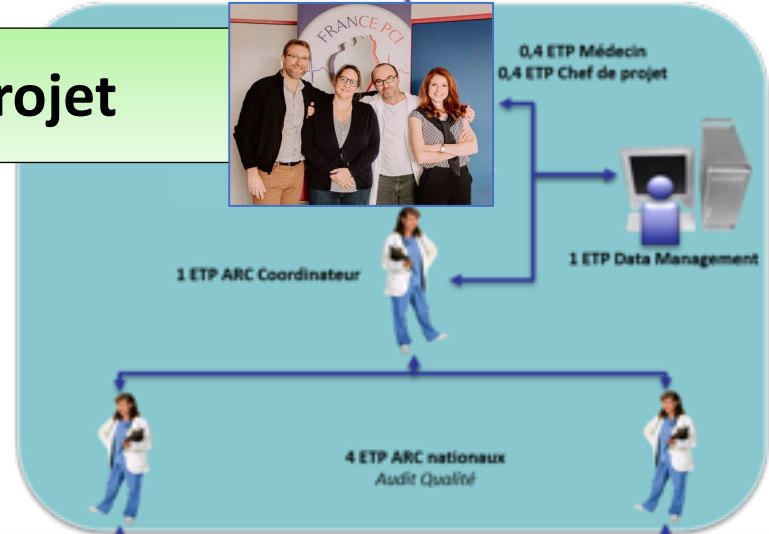 rojet
FRANCE PCI
0,4 ETP Médecin
0,4 ETP Chef de projet
1 ETP Data Management
1 ETP ARC Coordinateur
4 ETP ARC nationaux
Audit Qualité